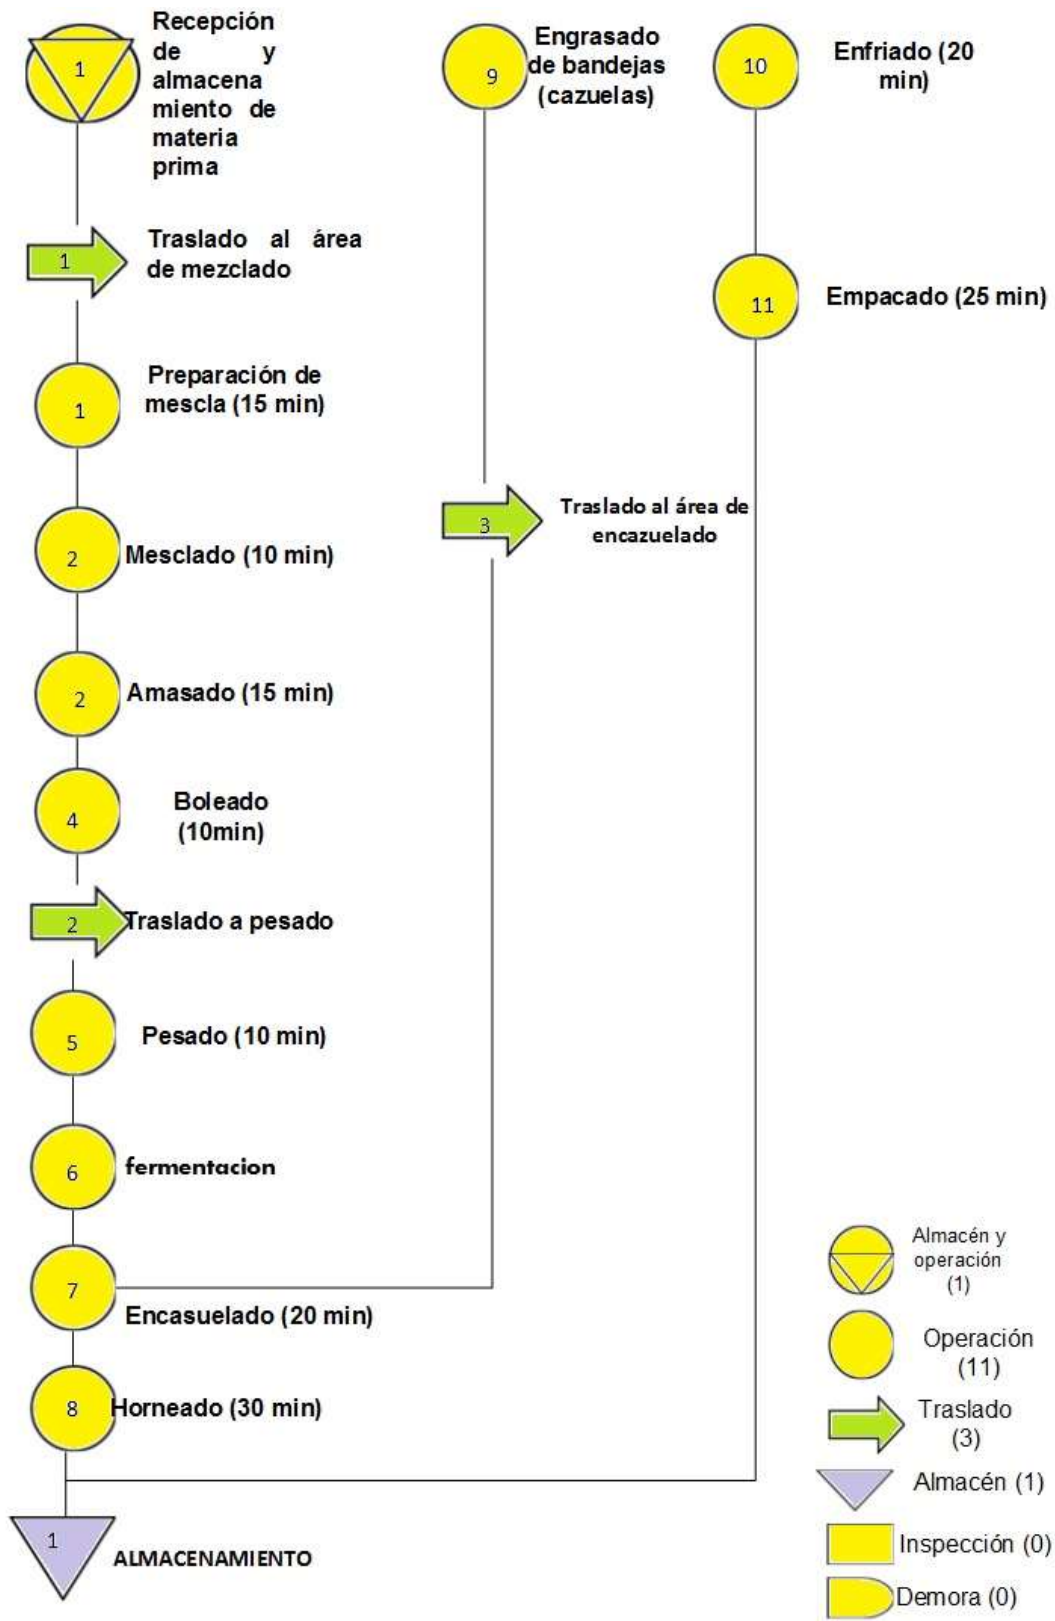 1
Recepción
de y
almacena
miento de
materia
prima
1
Traslado al área
de mezclado
1
Preparación de
mescla (15 min)
2
Mesclado (10 min)
2
Amasado (15 min)
4
Boleado
(10min)
2
Traslado a pesado
5
Pesado (10 min)
6
fermentacion
7
Encasuelado (20 min)
8
Horneado (30 min)
1
ALMACENAMIENTO
9
Engrasado
de bandejas
(cazuelas)
3
Traslado al área de
encazuelado
10
Enfriado (20
min)
11
Empacado (25 min)
Almacén y
operación
(1)
Operación
(11)
Traslado
(3)
Almacén (1)
Inspección (0)
Demora (0)